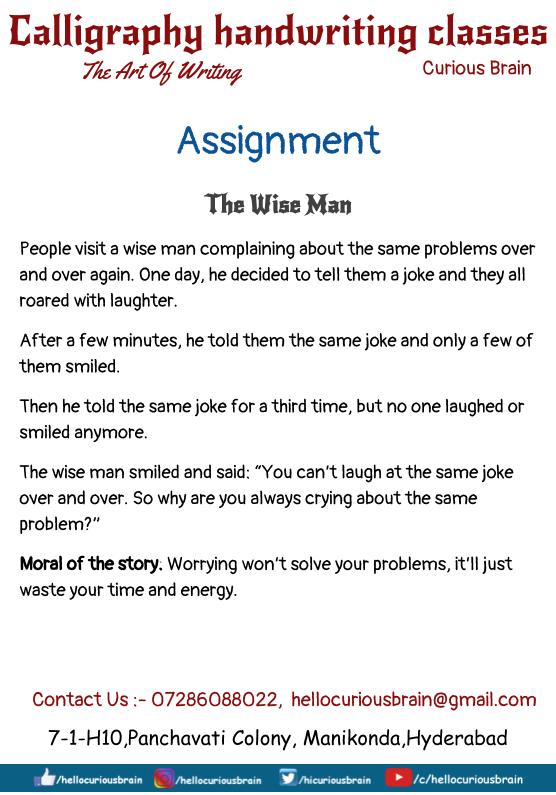 Calligraphy handwriting classes
The Art Of Writing
Curious Brain
Assignment
The Wise Man
People visit a wise man complaining about the same problems over
and over again. One day, he decided to tell them a joke and they all
roared with laughter.
After a few minutes, he told them the same joke and only a few of
them smiled.
Then he told the same joke for a third time, but no one laughed or
smiled anymore.
The wise man smiled and said: “You can’t laugh at the same joke
over and over. So why are you always crying about the same
problem?”
Moral of the story. Worrying won’t solve your problems, it’ll just
waste your time and energy.
Contact Us :- 07286088022, hellocuriousbrain@gmail.com
7-1-H10,Panchavati Colony, Manikonda,Hyderabad
/hellocuriousbrain /hellocuriousbrain /hicuriousbrain /c/hellocuriousbrain